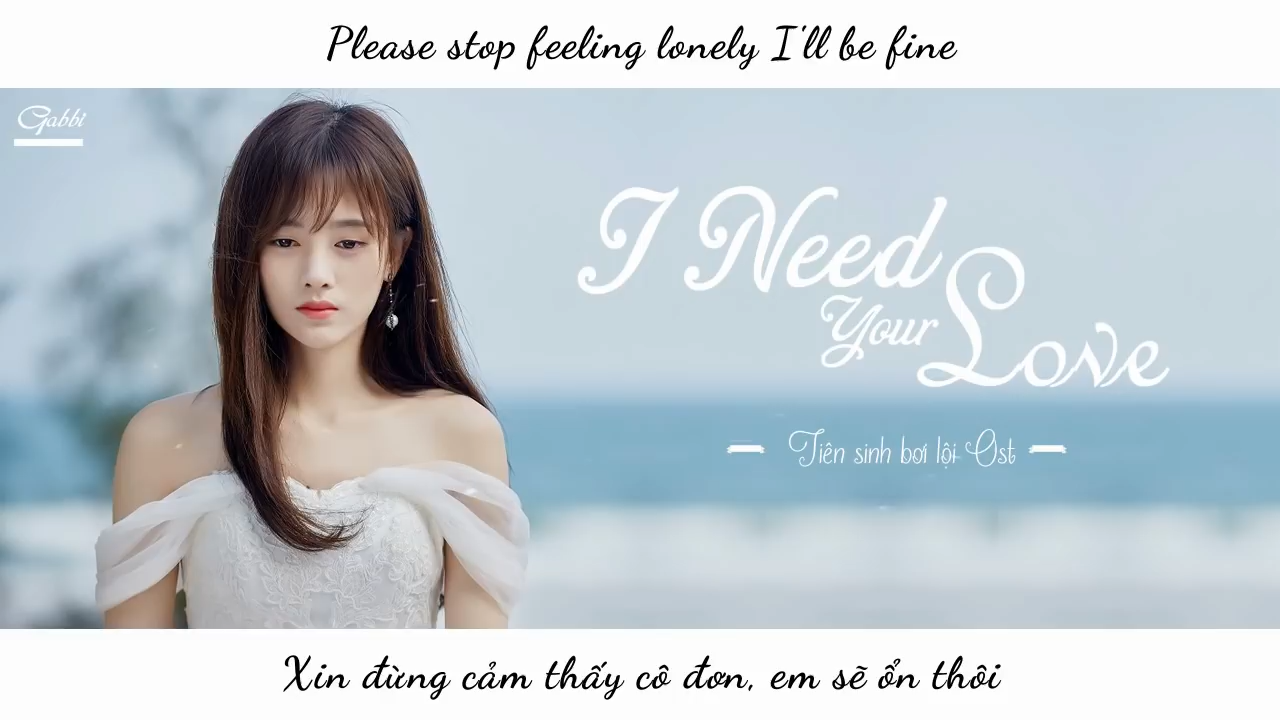 Please stop feeling lonely I'll be fine
Gabbi
I Need
Your Love
Tiên sinh bơi lội Ost
Xin đừng cảm thấy cô đơn, em sẽ ổn thôi